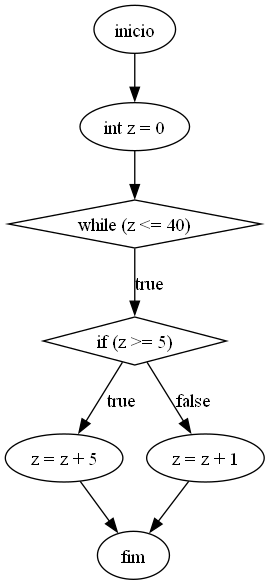 inicio
int z = 0
while (z <= 40)
true
if (z >= 5)
true
false
z = z + 5
z = z + 1
fim